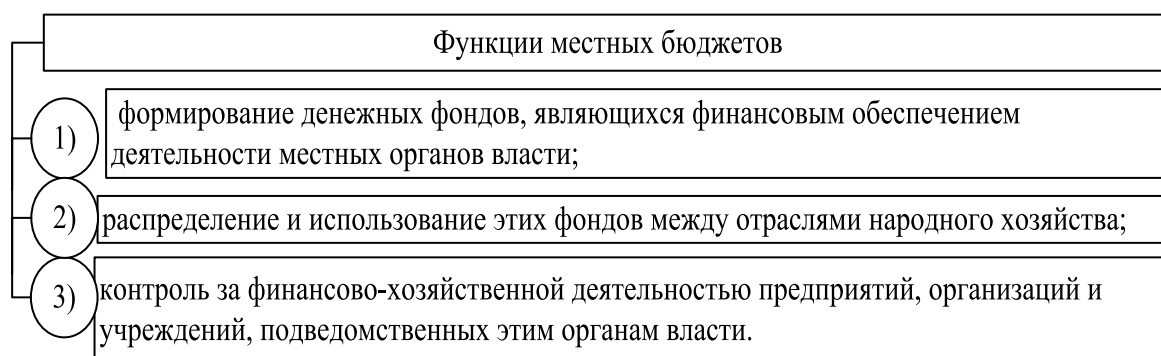 Функции местных бюджетов
1) формирование денежных фондов, являющихся финансовым обеспечением
деятельности местных органов власти;
2) распределение и использование этих фондов между отраслями народного хозяйства;
3) контроль за финансово-хозяйственной деятельностью предприятий, организаций и
учреждений, подведомственных этим органам власти.